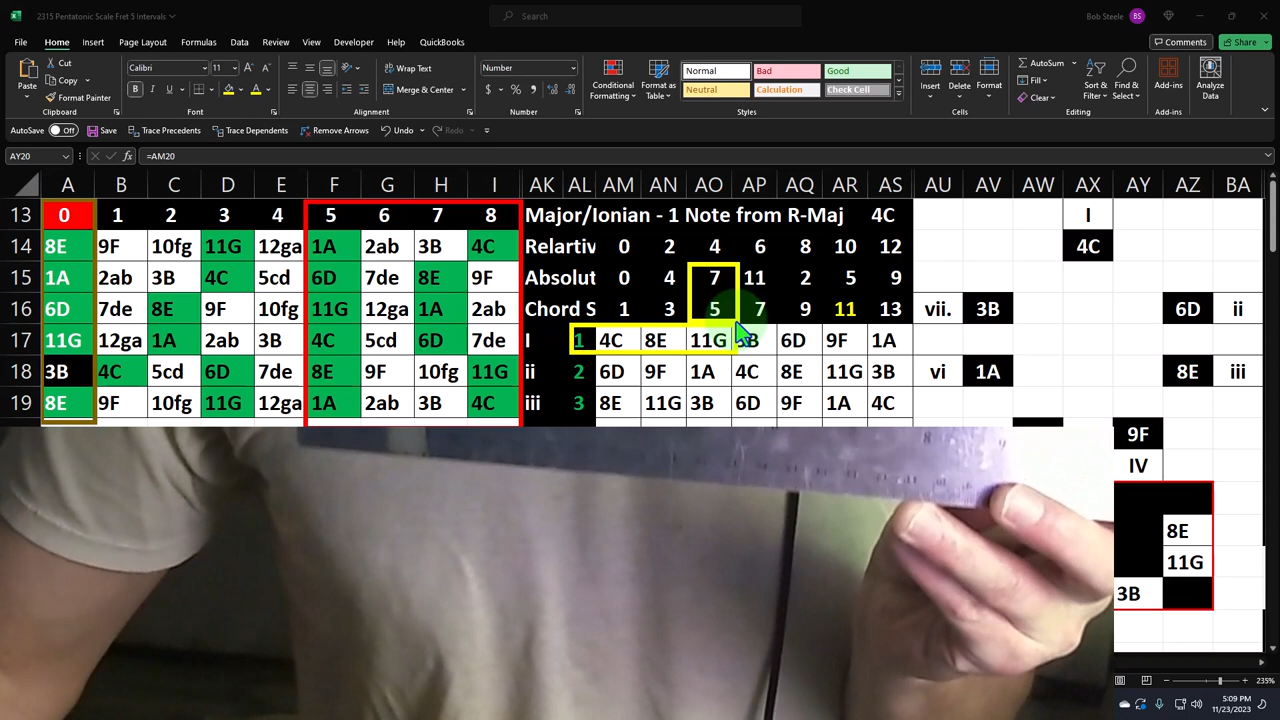 2315 Pentatonic Scale Fret 5 Intervals
Search
Bob Steele BS
File Home Insert Page Layout Formulas Data Review View Developer Help QuickBooks Comments Share
Paste
Cut
Copy
Format Painter
Clipboard
Calibri 11
B I U
Font
Wrap Text
Merge & Center
Alignment
Number
$ % ,
Number
Conditional Formatting
Format as Table
Normal Bad Good
Neutral Calculation Check Cell
Styles
Insert Delete Format
Cells
AutoSum
Fill
Clear
Sort & Filter
Find & Select
Editing
Add-ins
Add-ins
Analyze Data
AutoSave Off Save Trace Precedents Trace Dependents Remove Arrows Undo Redo
AY20 fx =AM20
A B C D E F G H I AK AL AM AN AO AP AQ AR AS AU AV AW AX AY AZ BA
13 0 1 2 3 4 5 6 7 8 Major/Ionian - 1 Note from R-Maj 4C I
14 8E 9F 10fg 11G 12ga 1A 2ab 3B 4C Relartiv 0 2 4 6 8 10 12 4C
15 1A 2ab 3B 4C 5cd 6D 7de 8E 9F Absolut 0 4 7 11 2 5 9
16 6D 7de 8E 9F 10fg 11G 12ga 1A 2ab Chord S 1 3 5 7 9 11 13 vii. 3B 6D ii
17 11G 12ga 1A 2ab 3B 4C 5cd 6D 7de I 1 4C 8E 11G 3B 6D 9F 1A
18 3B 4C 5cd 6D 7de 8E 9F 10fg 11G ii 2 6D 9F 1A 4C 8E 11G 3B vi 1A 8E iii
19 8E 9F 10fg 11G 12ga 1A 2ab 3B 4C iii 3 8E 11G 3B 6D 9F 1A 4C
9F
IV
8E
11G
3B
235%
5:09 PM
11/23/2023